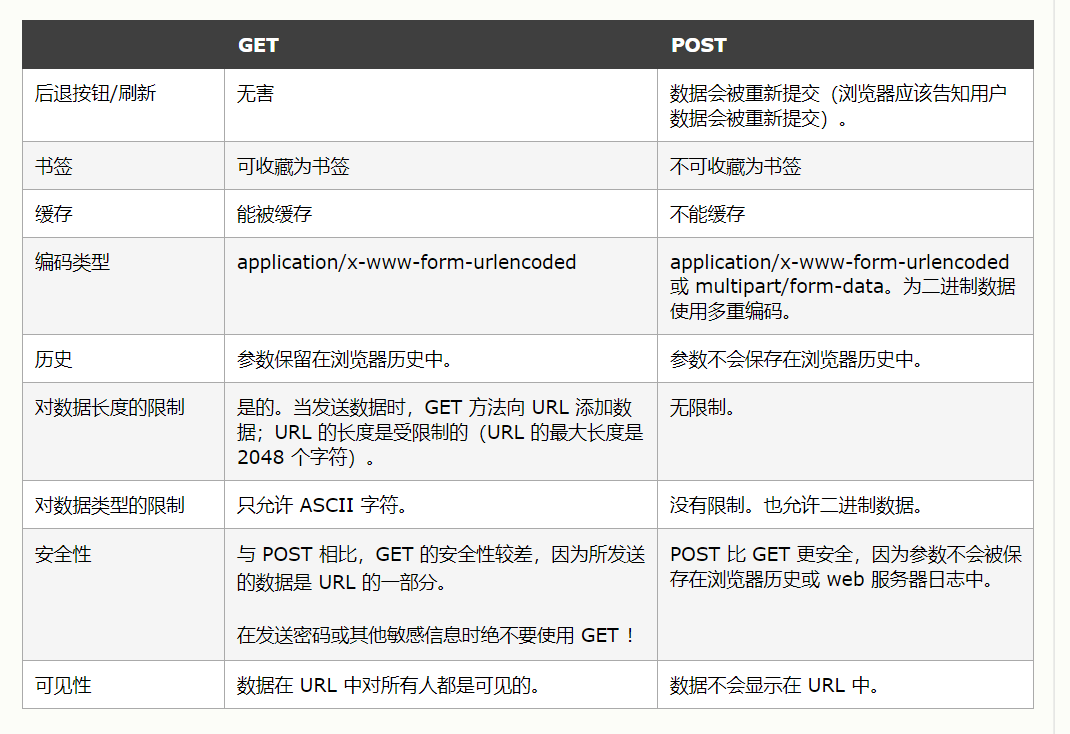 GET
POST
后退按钮/刷新
无害
数据会被重新提交（浏览器应该告知用户
数据会被重新提交）。
书签
可收藏为书签
不可收藏为书签
缓存
能被缓存
不能缓存
编码类型
application/x-www-form-urlencoded
application/x-www-form-urlencoded
或 multipart/form-data。为二进制数据
使用多重编码。
历史
参数保留在浏览器历史中。
参数不会保存在浏览器历史中。
对数据长度的限制
是的。当发送数据时，GET 方法向 URL 添加数
据；URL 的长度是受限制的（URL 的最大长度是
2048 个字符）。
无限制。
对数据类型的限制
只允许 ASCII 字符。
没有限制。也允许二进制数据。
安全性
与 POST 相比，GET 的安全性较差，因为所发送
的数据是 URL 的一部分。
在发送密码或其他敏感信息时绝不要使用 GET ！
POST 比 GET 更安全，因为参数不会被保
存在浏览器历史或 web 服务器日志中。
可见性
数据在 URL 中对所有人都是可见的。
数据不会显示在 URL 中。